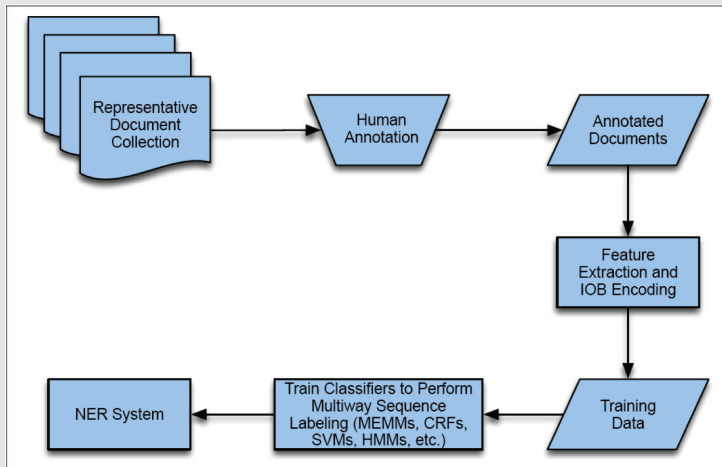 Representative
Document
Collection
Human
Annotation
Annotated
Documents
Feature
Extraction and
IOB Encoding
Training
Data
Train Classifiers to Perform
Multiway Sequence
Labeling (MEMMs, CRFs,
SVMs, HMMs, etc.)
NER System